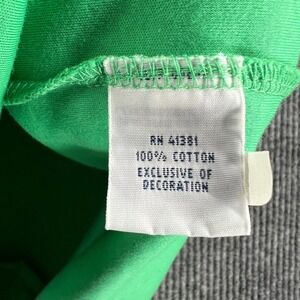 RN 41381
100% COTTON
EXCLUSIVE OF
DECORATION